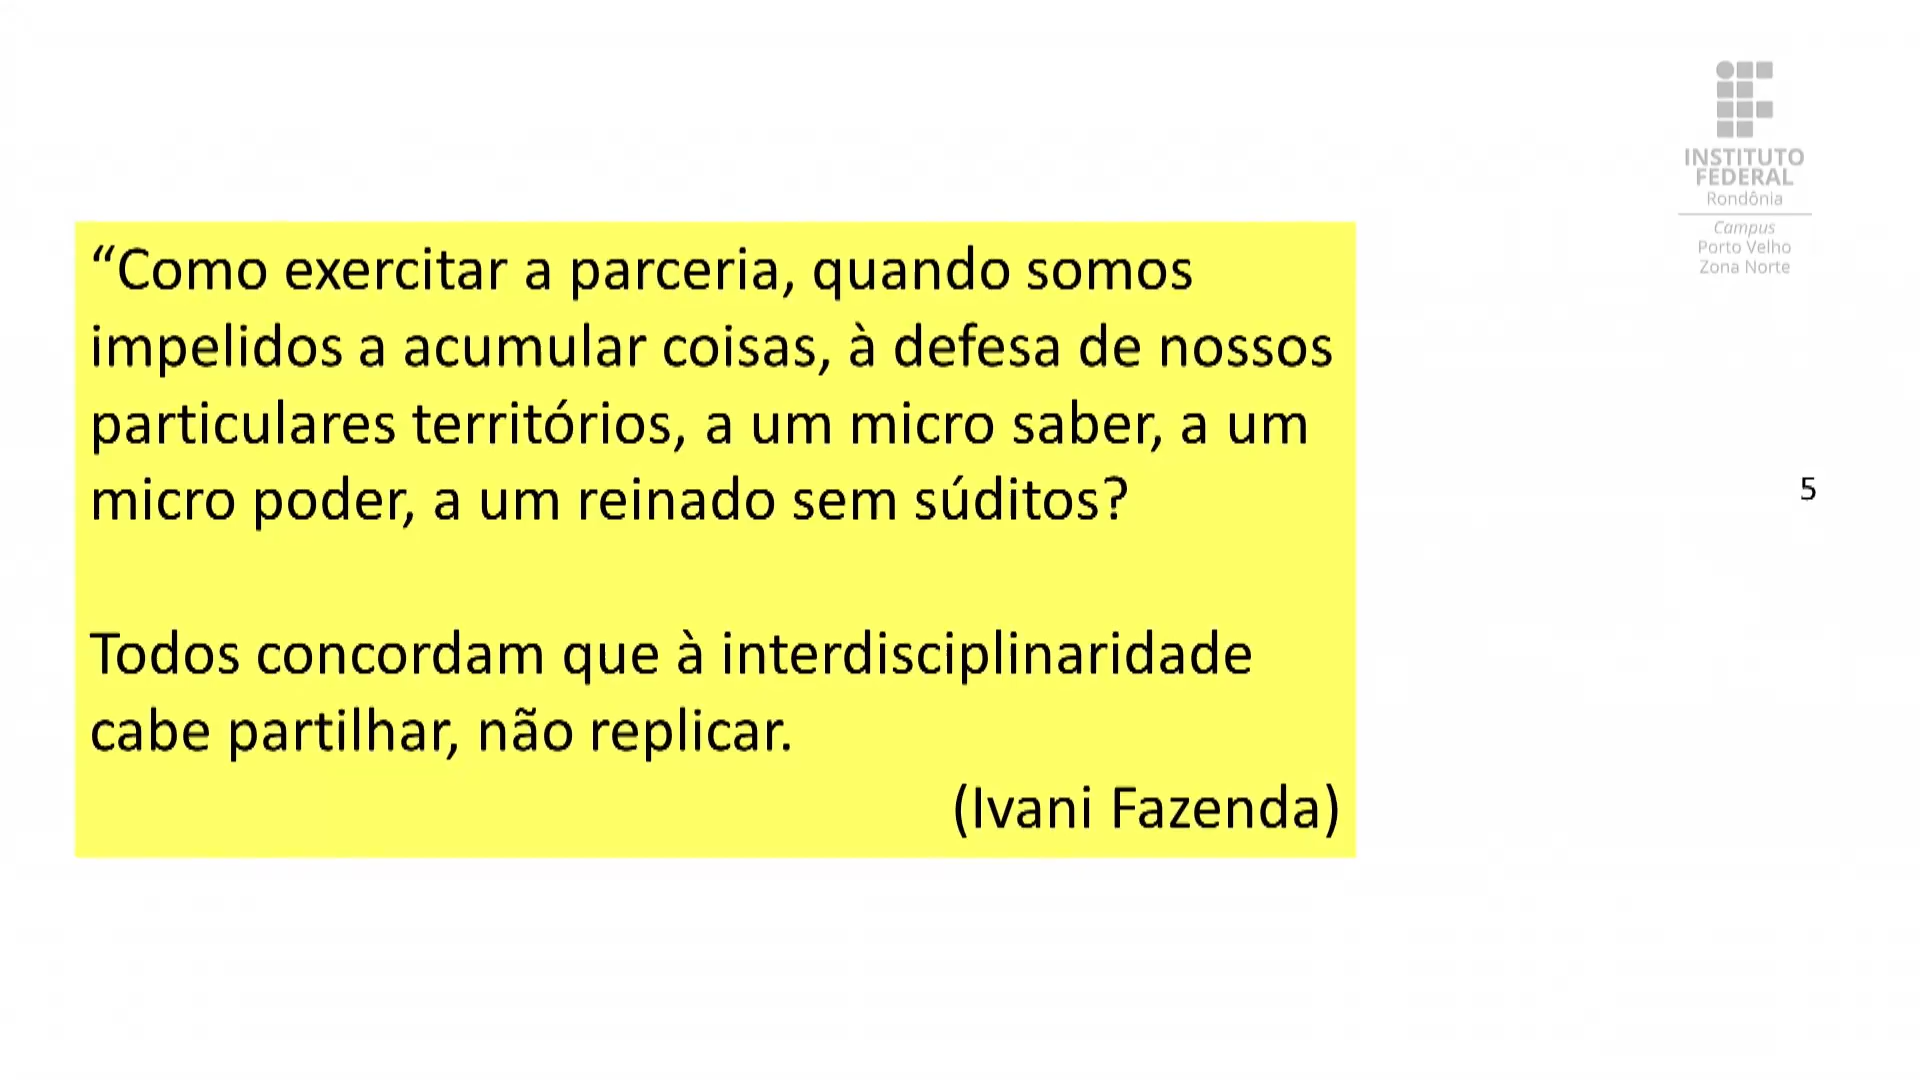 INSTITUTO
FEDERAL
Rondônia
Campus
Porto Velho
Zona Norte
“Como exercitar a parceria, quando somos
impelidos a acumular coisas, à defesa de nossos
particulares territórios, a um micro saber, a um
micro poder, a um reinado sem súditos?
Todos concordam que à interdisciplinaridade
cabe partilhar, não replicar.
(Ivani Fazenda)
5